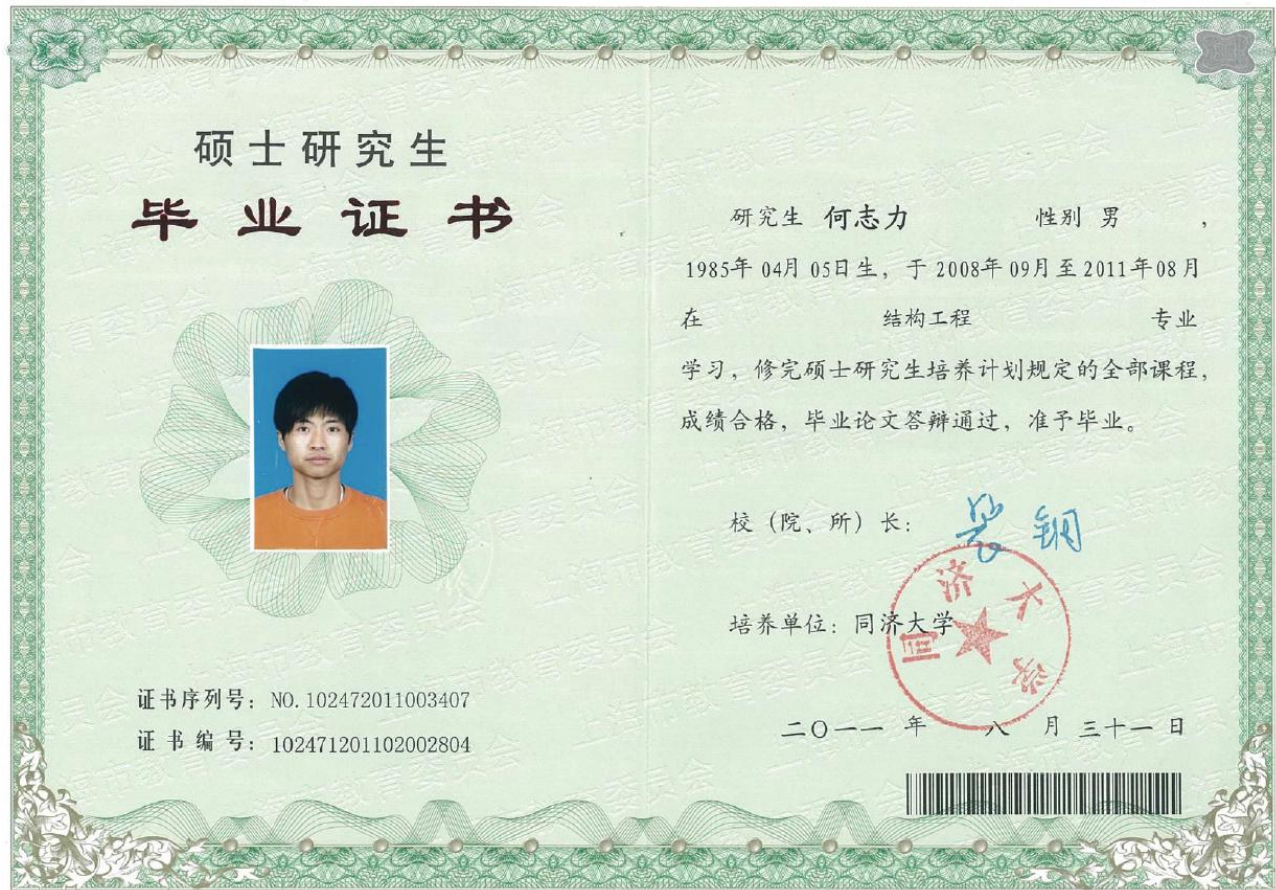 硕士研究生
毕业证书
证书序列号：NO.102472011003407
证书编号：102471201102002804
研究生 何志力 性别 男 ，
1985年 04月 05日生，于 2008年 09月至 2011年 08月
在 结构工程 专业
学习，修完硕士研究生培养计划规定的全部课程，
成绩合格，毕业论文答辩通过，准予毕业。
校（院、所）长： 裴钢
培养单位：同济大学
同济大学
二〇一一 年 八 月 三十一 日